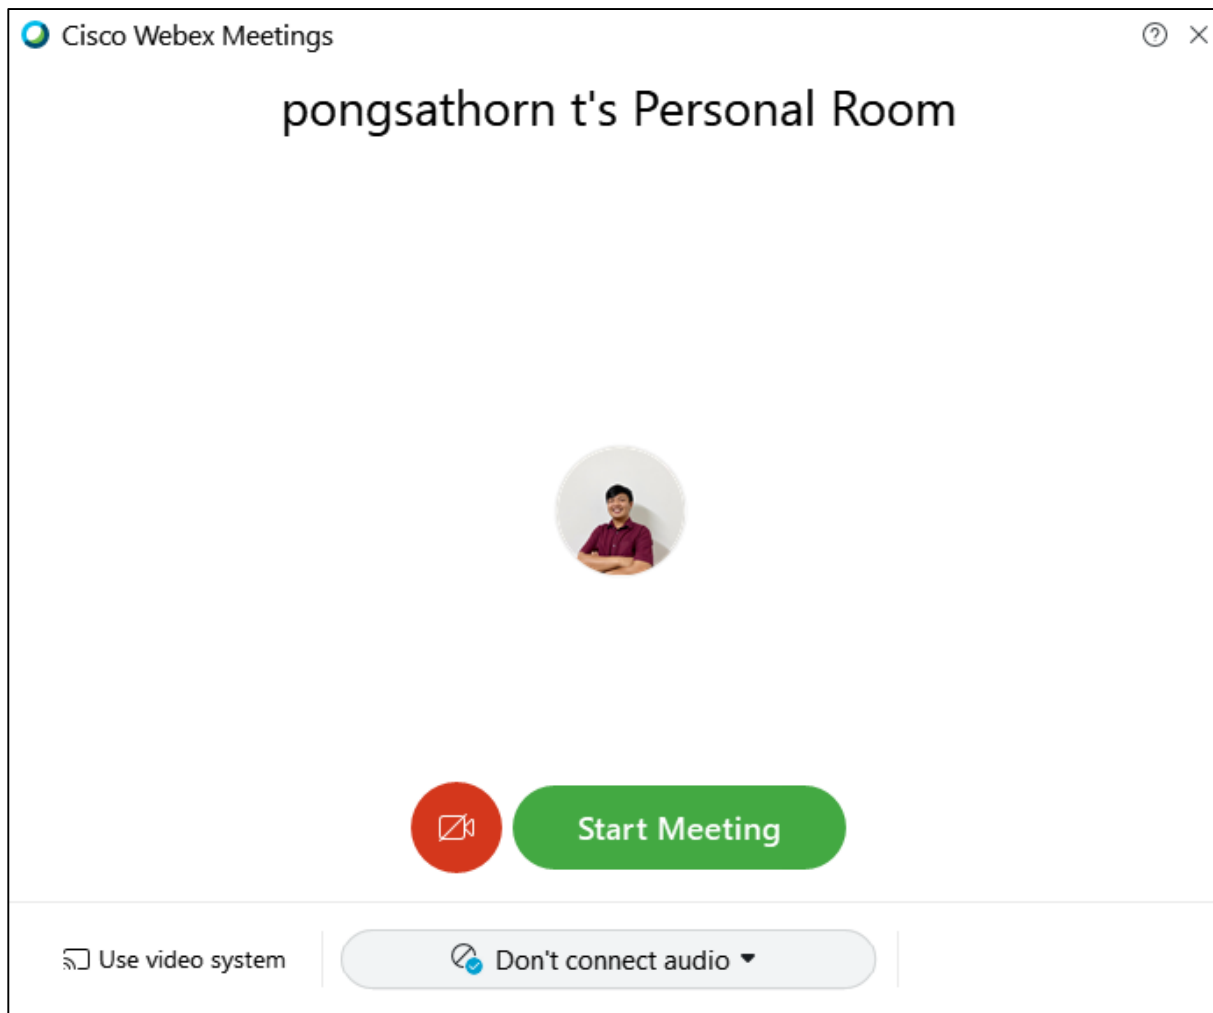 Cisco Webex Meetings
pongsathorn t's Personal Room
Start Meeting
Use video system
Don't connect audio